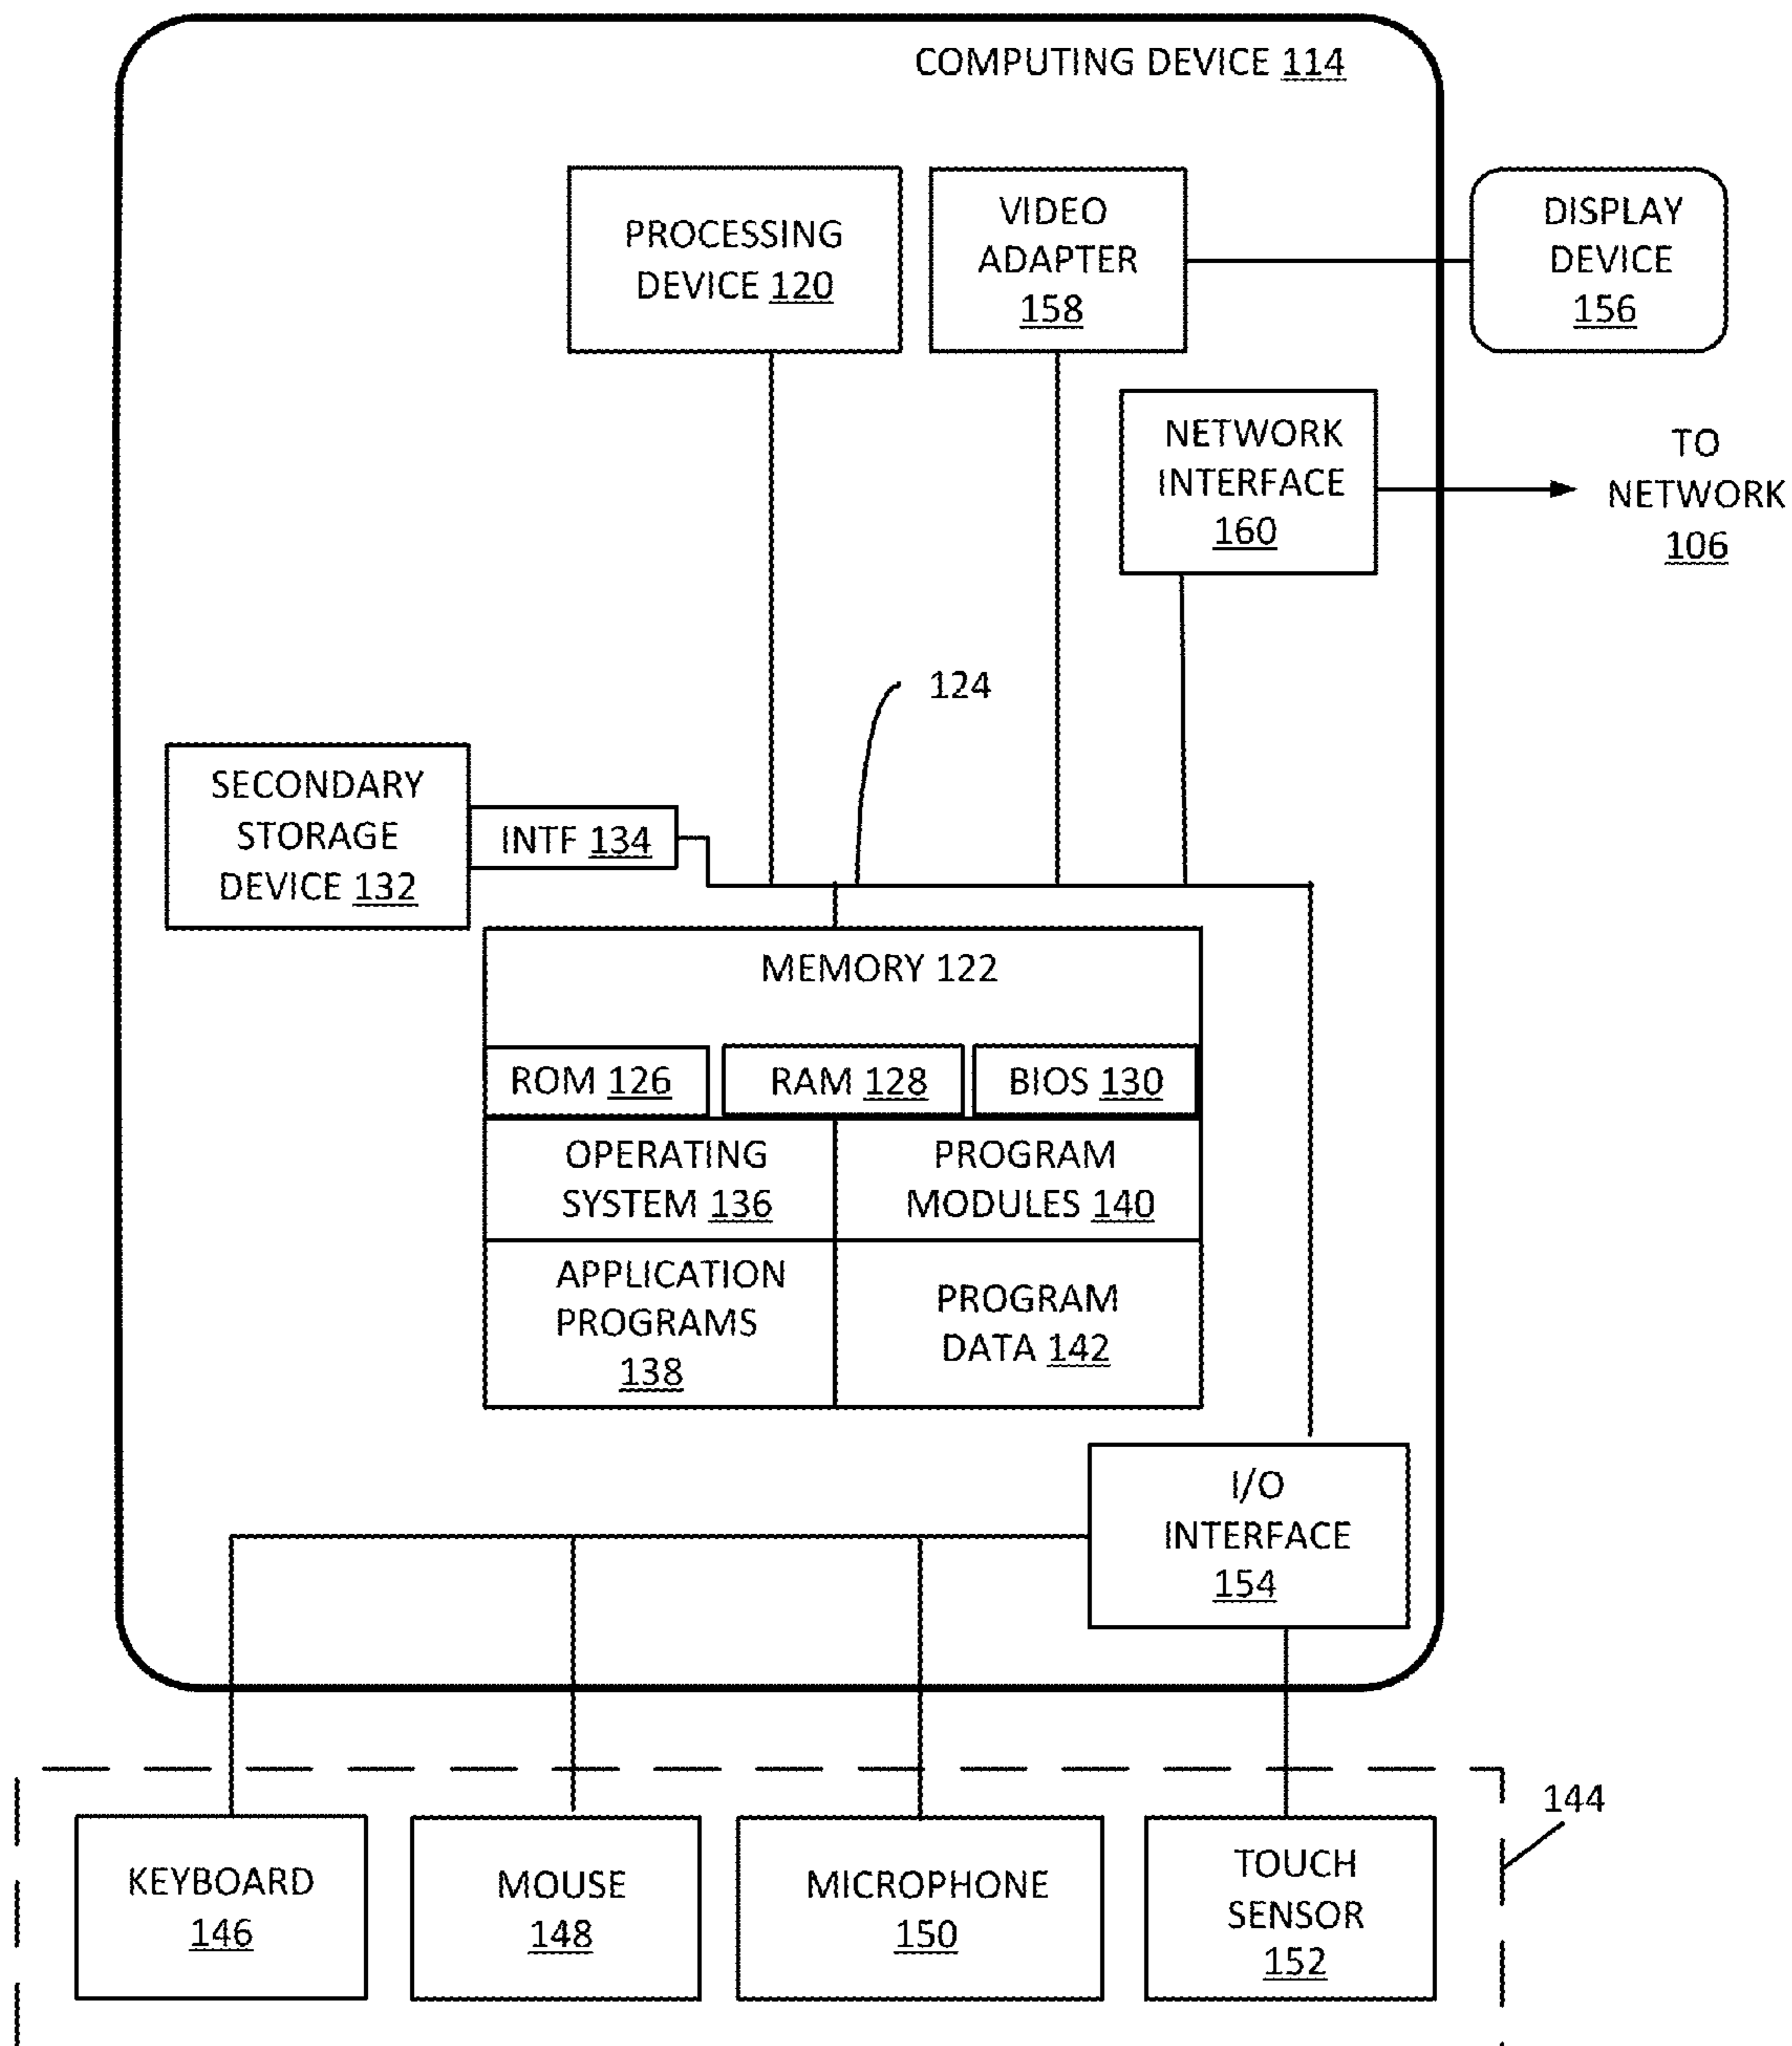 COMPUTING DEVICE 114
PROCESSING
DEVICE 120
VIDEO
ADAPTER
158
DISPLAY
DEVICE
156
NETWORK
INTERFACE
160
TO
NETWORK
106
124
SECONDARY
STORAGE
DEVICE 132
INTF 134
MEMORY 122
ROM 126
RAM 128
BIOS 130
OPERATING
SYSTEM 136
PROGRAM
MODULES 140
APPLICATION
PROGRAMS
138
PROGRAM
DATA 142
I/O
INTERFACE
154
144
KEYBOARD
146
MOUSE
148
MICROPHONE
150
TOUCH
SENSOR
152